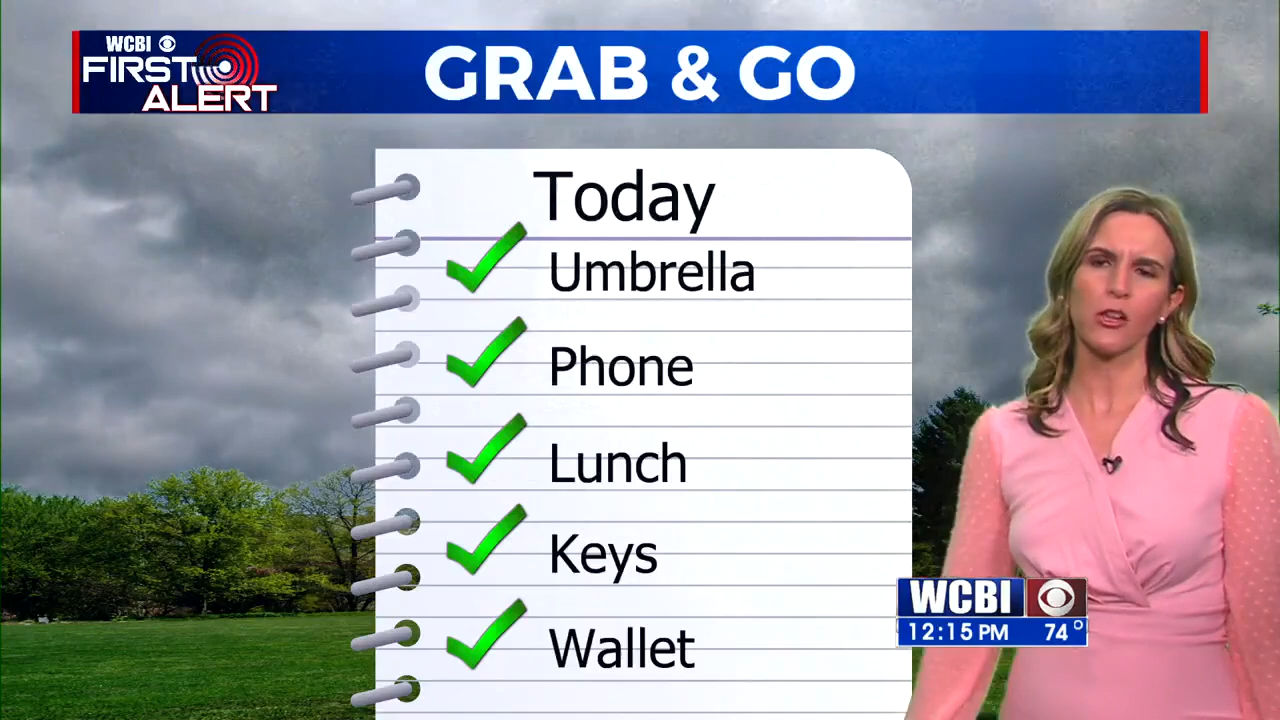 WCBI
FIRST
ALERT
GRAB & GO
Today
Umbrella
Phone
Lunch
Keys
Wallet
WCBI
12:15 PM 74°